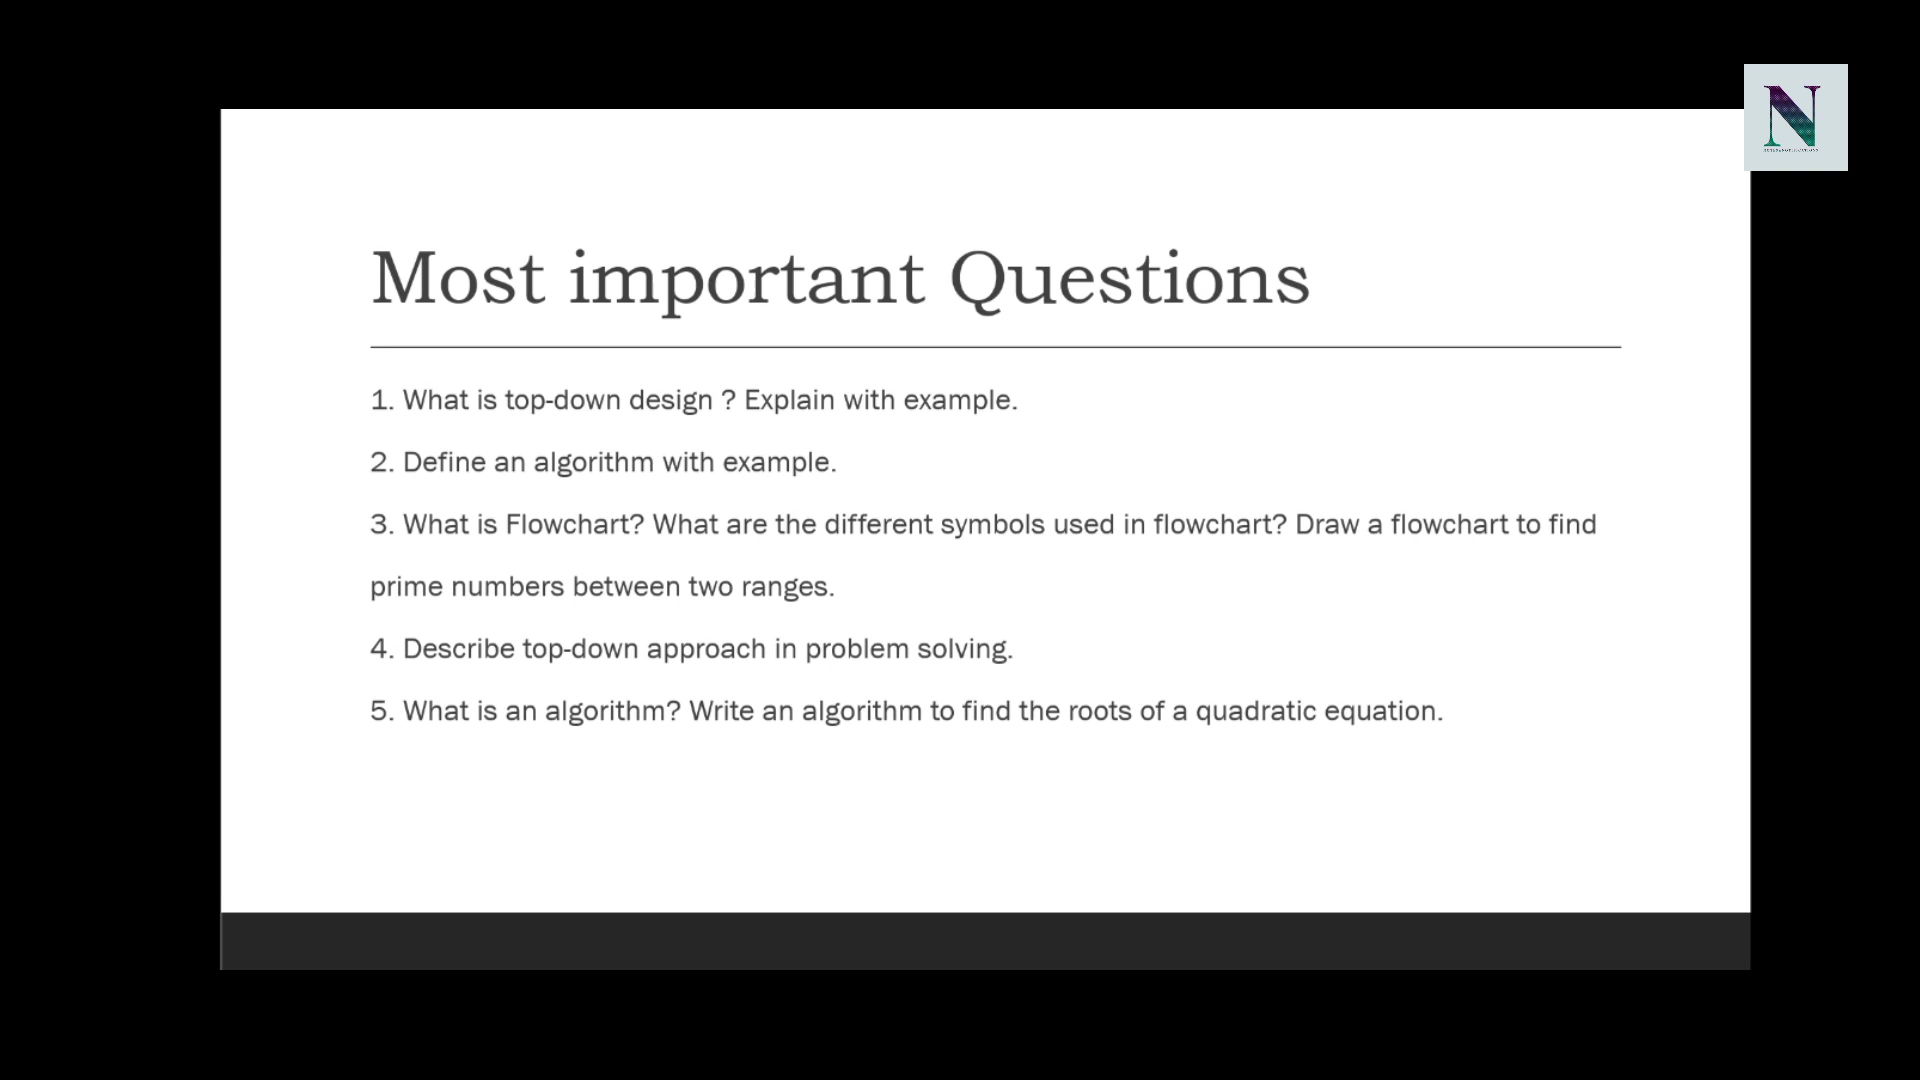 N
Most important Questions
1. What is top-down design ? Explain with example.
2. Define an algorithm with example.
3. What is Flowchart? What are the different symbols used in flowchart? Draw a flowchart to find
prime numbers between two ranges.
4. Describe top-down approach in problem solving.
5. What is an algorithm? Write an algorithm to find the roots of a quadratic equation.